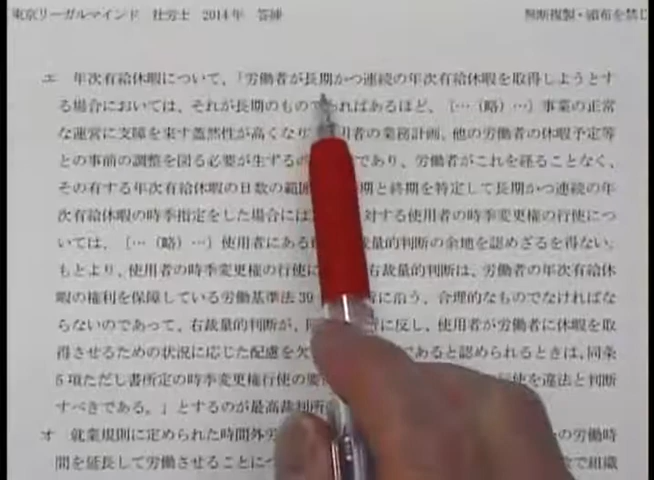 東京リーガルマインド 社労士 2014年 答練 無断複製・頒布を禁じ
エ 年次有給休暇について、「労働者が長期かつ連続の年次有給休暇を取得しようとす
る場合においては、それが長期のもので ればあるほど、〔…（略）…〕事業の正常
な運営に支障を来す蓋然性が高くなり 用者の業務計画、他の労働者の休暇予定等
との事前の調整を図る必要が生ずるの であり、労働者がこれを経ることなく、
その有する年次有給休暇の日数の範囲 期と終期を特定して長期かつ連続の年
次有給休暇の時季指定をした場合には 対する使用者の時季変更権の行使につ
いては、〔…（略）…〕使用者にある 裁量的判断の余地を認めざるを得ない。
もとより、使用者の時季変更権の行使に 右裁量的判断は、労働者の年次有給休
暇の権利を保障している労働基準法39 に沿う、合理的なものでなければな
らないのであって、右裁量的判断が、 に反し、使用者が労働者に休暇を取
得させるための状況に応じた配慮を欠 であると認められるときは、同条
5項ただし書所定の時季変更権行使の要 行使を違法と判断
すべきである。」とするのが最高裁判所
オ 就業規則に定められた時間外労 の労働時
間を延長して労働させることにつ で組織